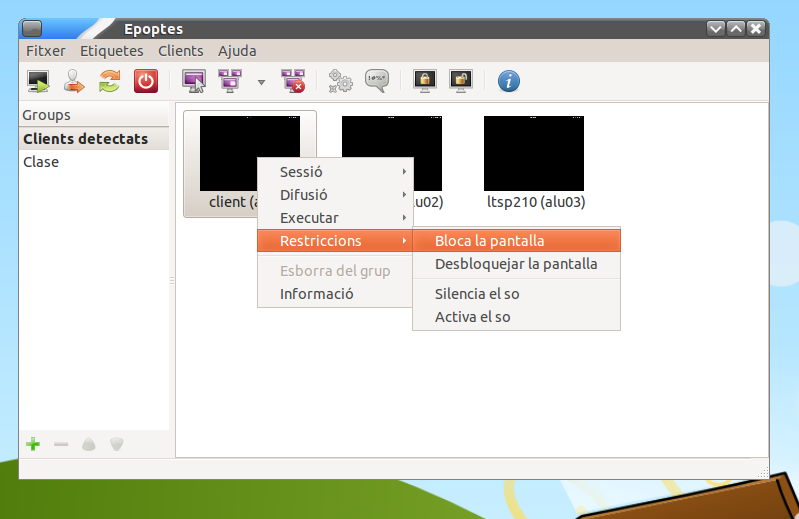 Epoptes
Fitxer Etiquetes Clients Ajuda
!#%*
Groups
Clients detectats
Clase
client (
lu02)
ltsp210 (alu03)
Sessió
Difusió
Executar
Restriccions
Esborra del grup
Informació
Bloca la pantalla
Desbloquejar la pantalla
Silencia el so
Activa el so